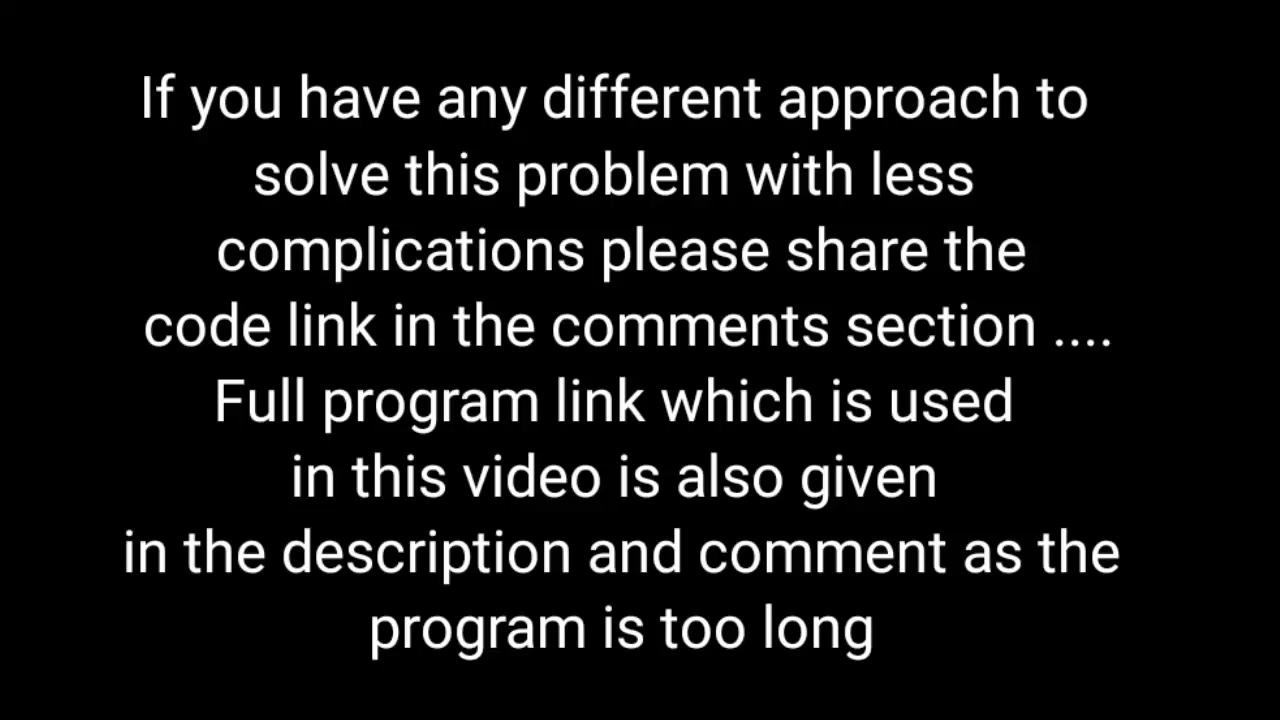 If you have any different approach to
solve this problem with less
complications please share the
code link in the comments section ....
Full program link which is used
in this video is also given
in the description and comment as the
program is too long